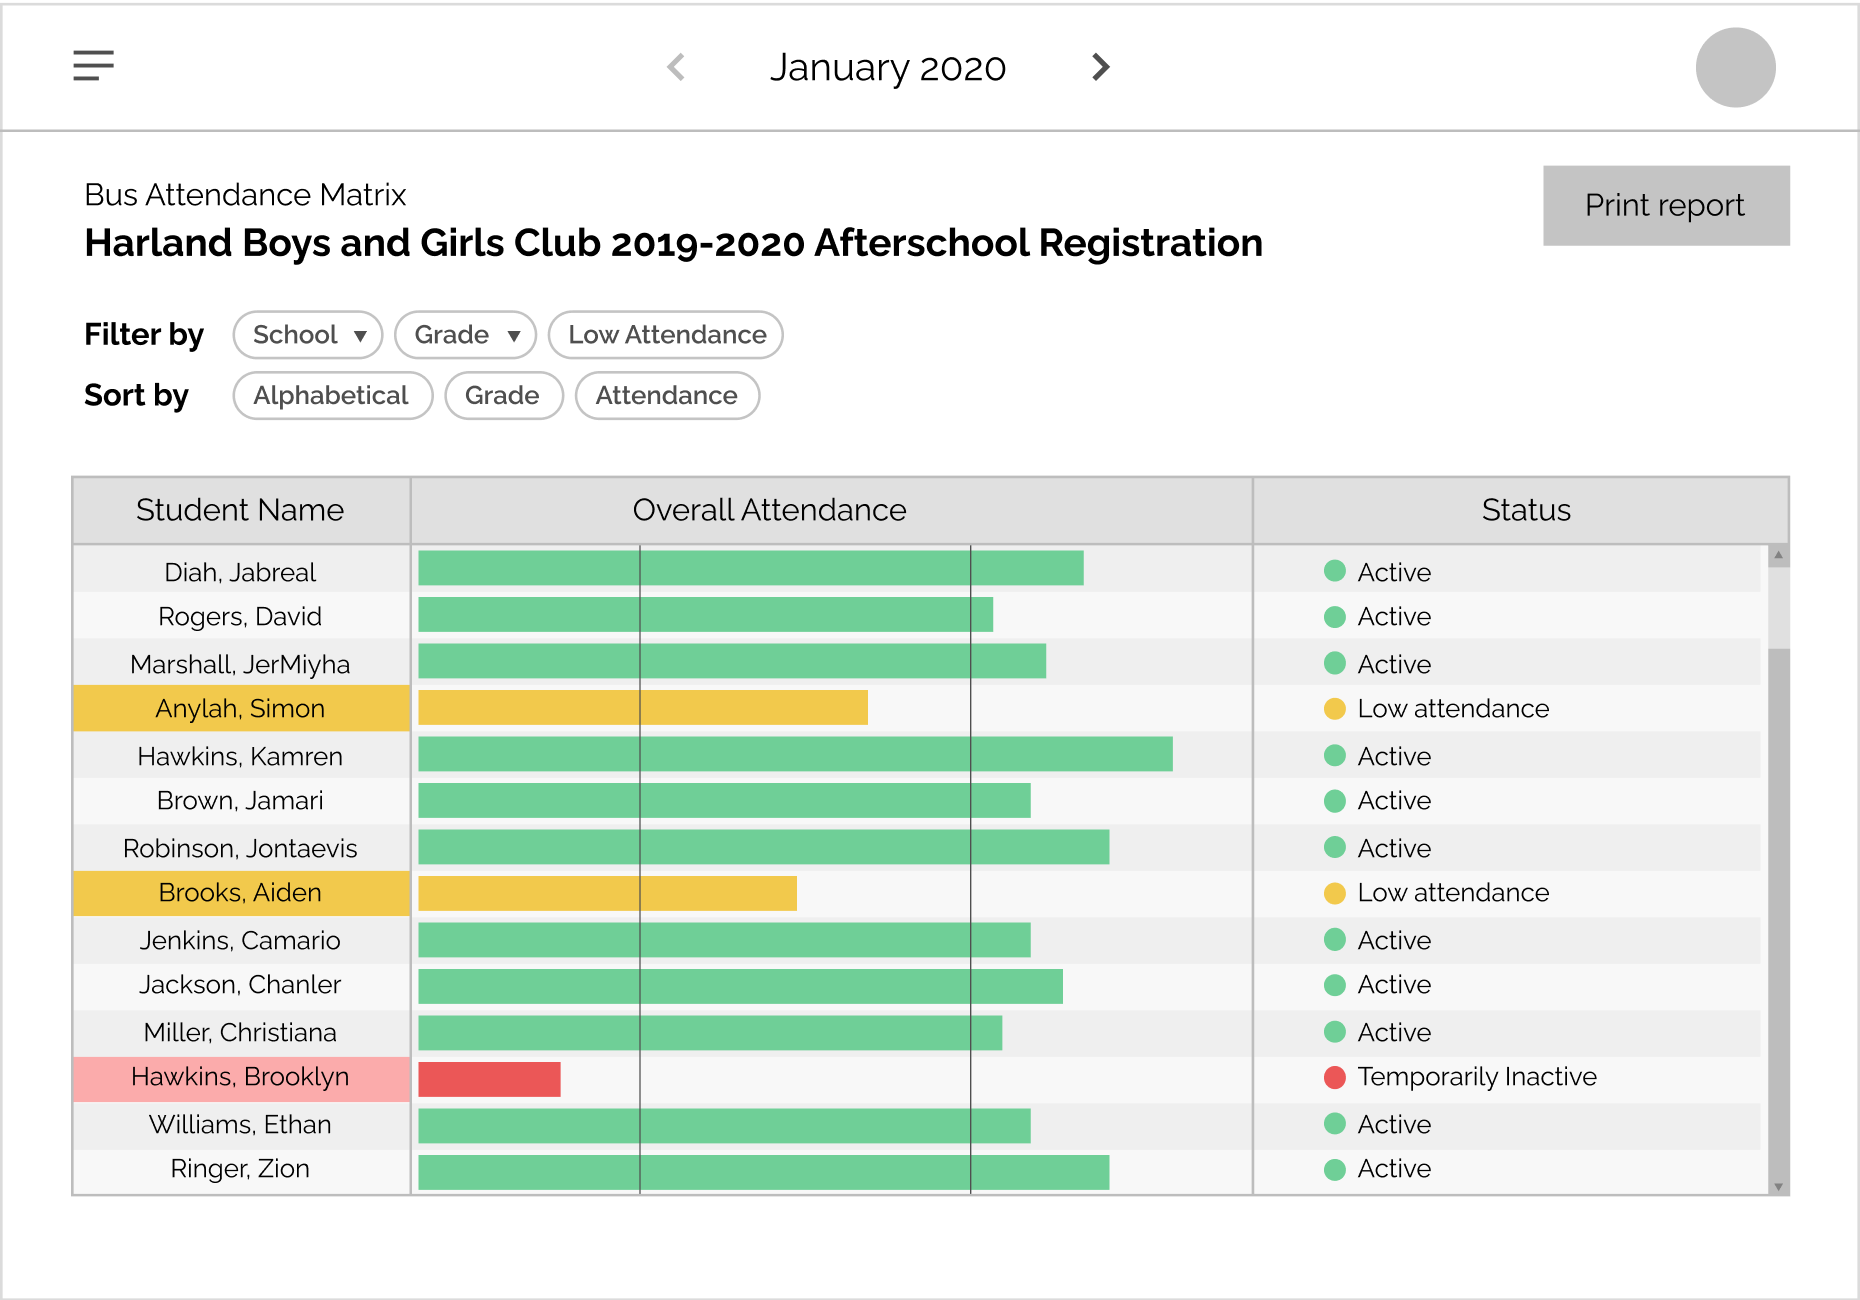 January 2020
Bus Attendance Matrix
Print report
Harland Boys and Girls Club 2019-2020 Afterschool Registration
Filter by School Grade Low Attendance
Sort by Alphabetical Grade Attendance
Student Name Overall Attendance Status
Diah, Jabreal Active
Rogers, David Active
Marshall, JerMiyha Active
Anylah, Simon Low attendance
Hawkins, Kamren Active
Brown, Jamari Active
Robinson, Jontaevis Active
Brooks, Aiden Low attendance
Jenkins, Camario Active
Jackson, Chanler Active
Miller, Christiana Active
Hawkins, Brooklyn Temporarily Inactive
Williams, Ethan Active
Ringer, Zion Active